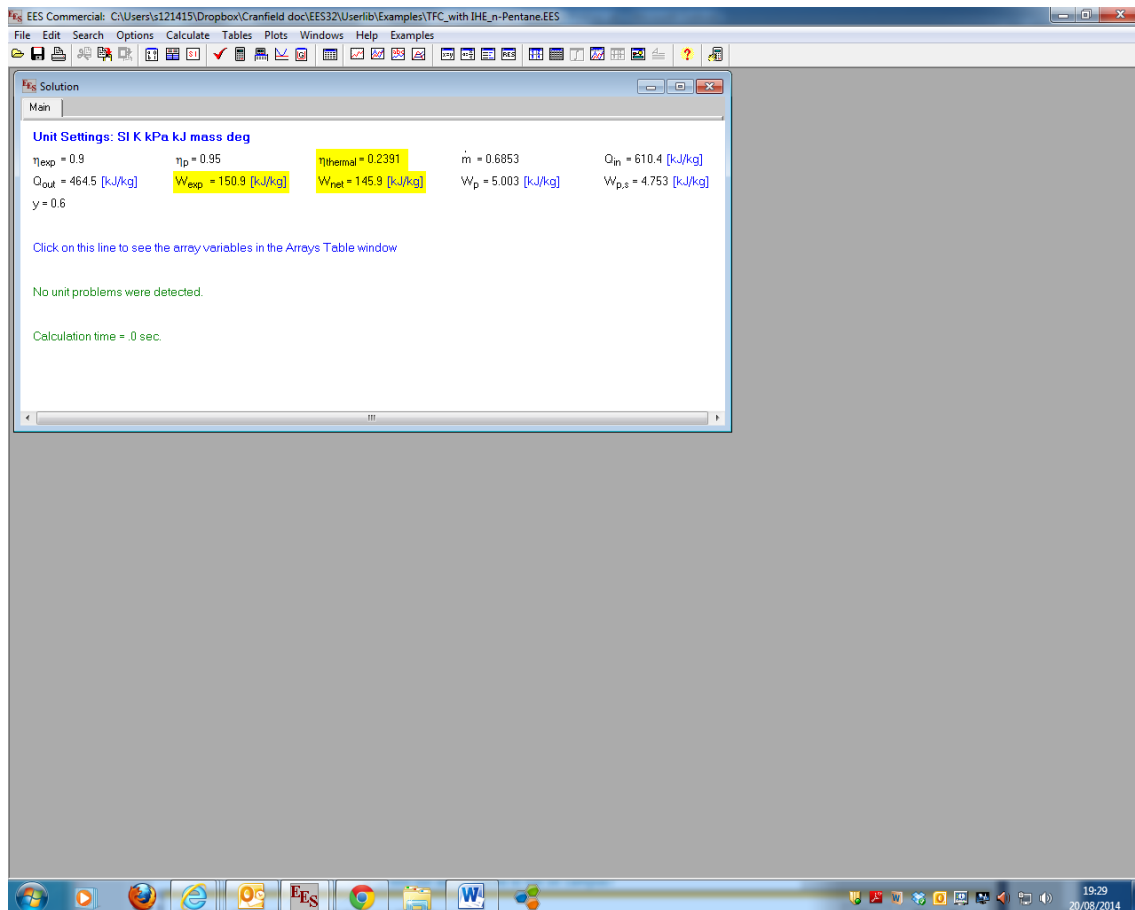 EES Commercial: C:\Users\s121415\Dropbox\Cranfield doc\EES32\Userlib\Examples\TFC_with IHE_n-Pentane.EES
File Edit Search Options Calculate Tables Plots Windows Help Examples
EES Solution
Main
Unit Settings: SI K kPa kJ mass deg
ηexp = 0.9 ηp = 0.95 ηthermal = 0.2391 ṁ = 0.6853 Qin = 610.4 [kJ/kg]
Qout = 464.5 [kJ/kg] Wexp = 150.9 [kJ/kg] Wnet = 145.9 [kJ/kg] Wp = 5.003 [kJ/kg] Wp,s = 4.753 [kJ/kg]
y = 0.6
Click on this line to see the array variables in the Arrays Table window
No unit problems were detected.
Calculation time = .0 sec.
EES
19:29
20/08/2014